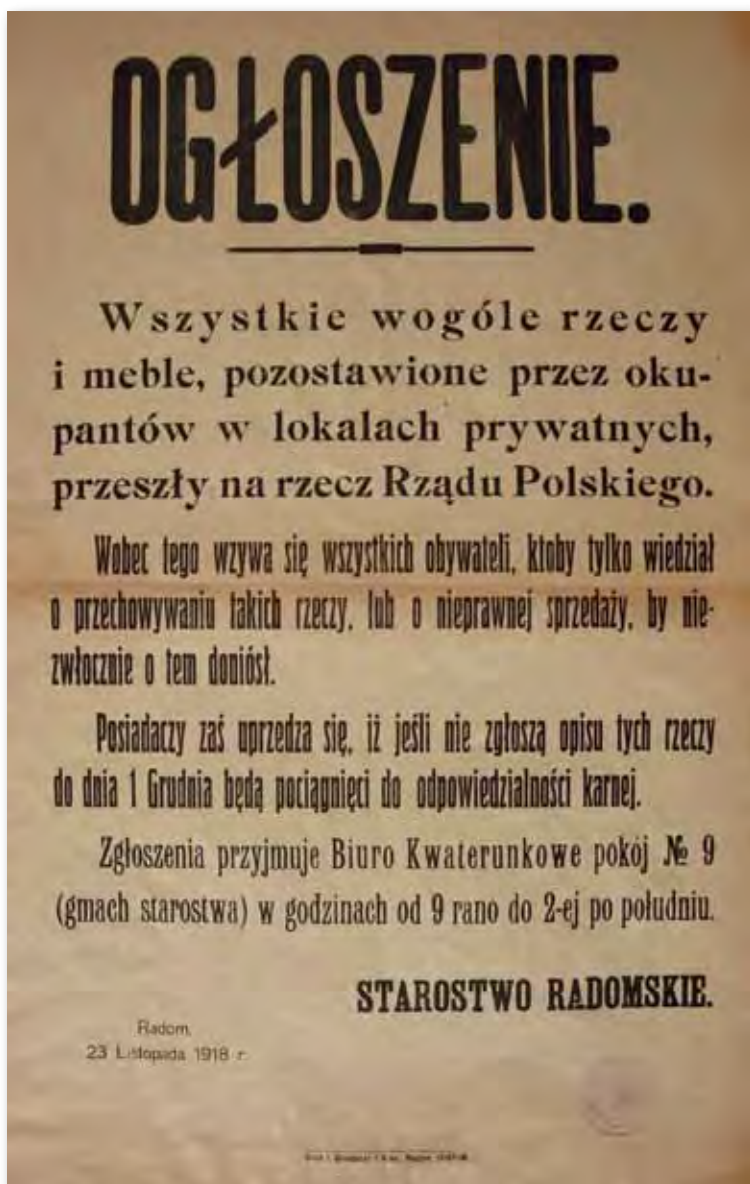 OGŁOSZENIE.
Wszystkie wogóle rzeczy
i meble, pozostawione przez oku-
pantów w lokalach prywatnych,
przeszły na rzecz Rządu Polskiego.
Wobec tego wzywa się wszystkich obywateli, ktoby tylko wiedział
o przechowywaniu takich rzeczy, lub o nieprawnej sprzedaży, by nie-
zwłocznie o tem doniósł.
Posiadaczy zaś uprzedza się, iż jeśli nie zgłoszą opisu tych rzeczy
do dnia 1 Grudnia będą pociągnięci do odpowiedzialności karnej.
Zgłoszenia przyjmuje Biuro Kwaterunkowe pokój № 9
(gmach starostwa) w godzinach od 9 rano do 2-ej po południu.
STAROSTWO RADOMSKIE.
Radom,
23 Listopada 1918 r.